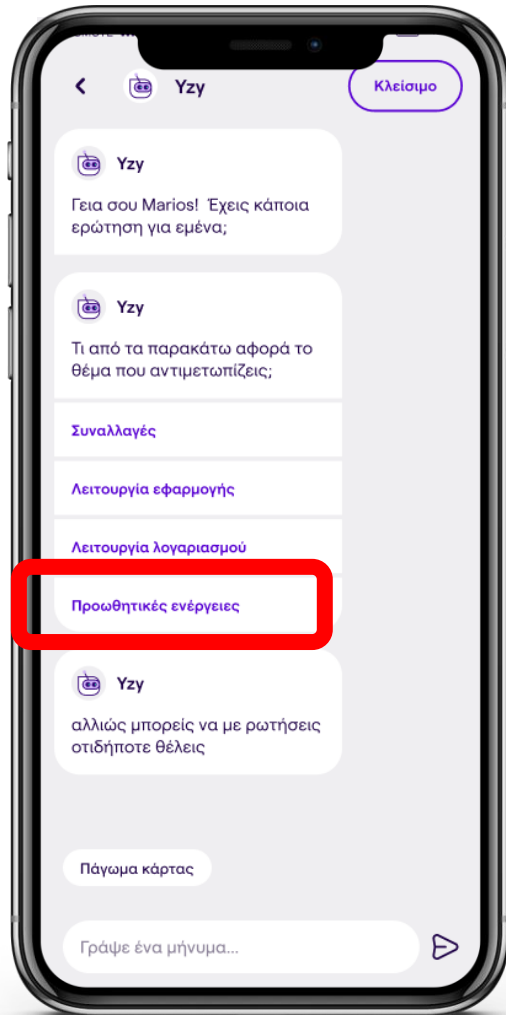 Yzy
Κλείσιμο
Yzy
Γεια σου Marios! Έχεις κάποια
ερώτηση για εμένα;
Yzy
Τι από τα παρακάτω αφορά το
θέμα που αντιμετωπίζεις;
Συναλλαγές
Λειτουργία εφαρμογής
Λειτουργία λογαριασμού
Προωθητικές ενέργειες
Yzy
αλλιώς μπορείς να με ρωτήσεις
οτιδήποτε θέλεις
Πάγωμα κάρτας
Γράψε ένα μήνυμα...